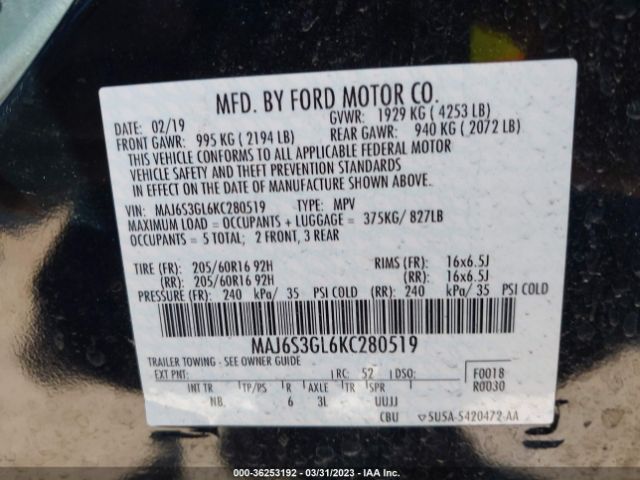 MFD. BY FORD MOTOR CO.
DATE: 02/19 GVWR: 1929 KG ( 4253 LB)
FRONT GAWR: 995 KG ( 2194 LB) REAR GAWR: 940 KG ( 2072 LB)
THIS VEHICLE CONFORMS TO ALL APPLICABLE FEDERAL MOTOR
VEHICLE SAFETY AND THEFT PREVENTION STANDARDS
IN EFFECT ON THE DATE OF MANUFACTURE SHOWN ABOVE.
VIN: MAJ6S3GL6KC280519 TYPE: MPV
MAXIMUM LOAD = OCCUPANTS + LUGGAGE = 375KG/ 827LB
OCCUPANTS = 5 TOTAL; 2 FRONT, 3 REAR
TIRE (FR): 205/60R16 92H RIMS (FR): 16x6.5J
(RR): 205/60R16 92H (RR): 16x6.5J
PRESSURE (FR): 240 kPa/ 35 PSI COLD (RR): 240 kPa/ 35 PSI COLD
MAJ6S3GL6KC280519
TRAILER TOWING - SEE OWNER GUIDE
EXT PNT: RC: 52 DSO: F0018
INT TR TP/PS R AXLE TR SPR R0030
NB 6 3L UUJJ
CBU SUSA-5420472-AA
000-36253192 - 03/31/2023 - IAA Inc.